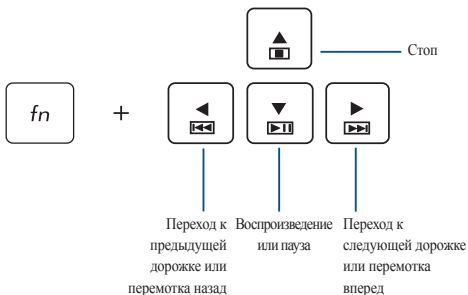 Стоп
fn
+
Переход к
предыдущей
дорожке или
перемотка назад
Воспроизведение
или пауза
Переход к
следующей дорожке
или перемотка
вперед